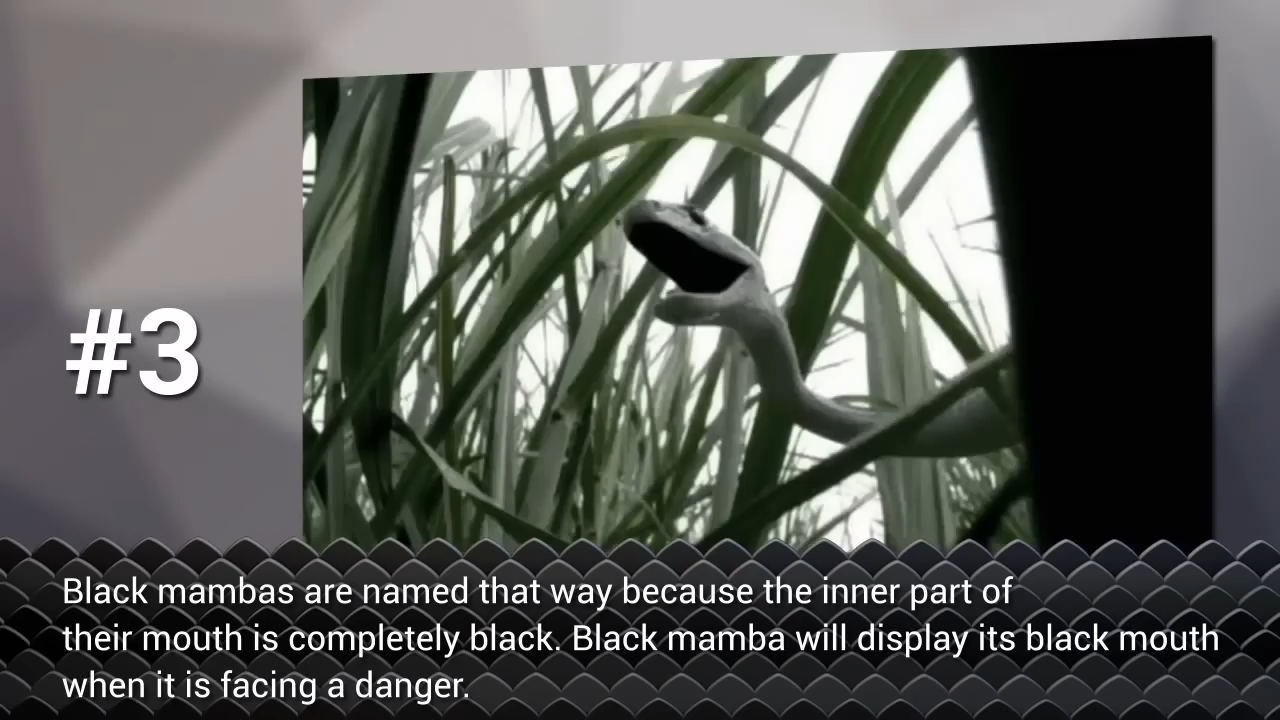 #3
Black mambas are named that way because the inner part of
their mouth is completely black. Black mamba will display its black mouth
when it is facing a danger.